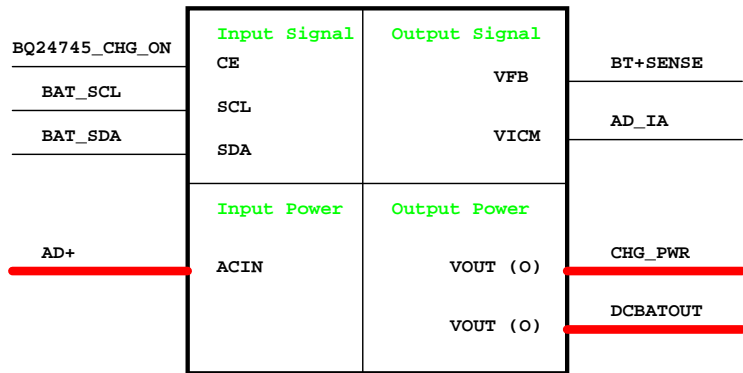 Input Signal Output Signal
BQ24745_CHG_ON CE VFB BT+SENSE
BAT_SCL SCL
BAT_SDA SDA VICM AD_IA
Input Power Output Power
AD+ ACIN VOUT (O) CHG_PWR
VOUT (O) DCBATOUT